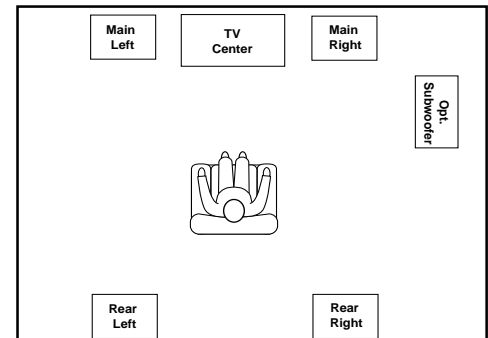 Main
Left
TV
Center
Main
Right
Opt.
Subwoofer
Rear
Left
Rear
Right